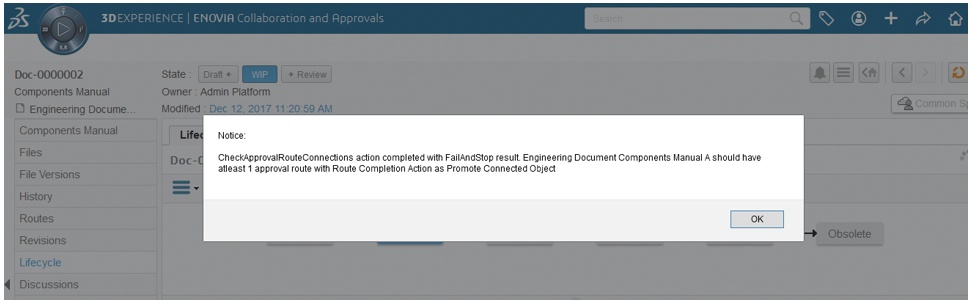 3DEXPERIENCE | ENOVIA Collaboration and Approvals
Search
Doc-0000002
Components Manual
Engineering Docume...
State : Draft WIP Review
Owner : Admin Platform
Modified : Dec 12, 2017 11:20:59 AM
Common Sp
Components Manual
Files
File Versions
History
Routes
Revisions
Lifecycle
Discussions
Lifec
Doc-0
Notice:
CheckApprovalRouteConnections action completed with FailAndStop result. Engineering Document Components Manual A should have
atleast 1 approval route with Route Completion Action as Promote Connected Object
OK
Obsolete